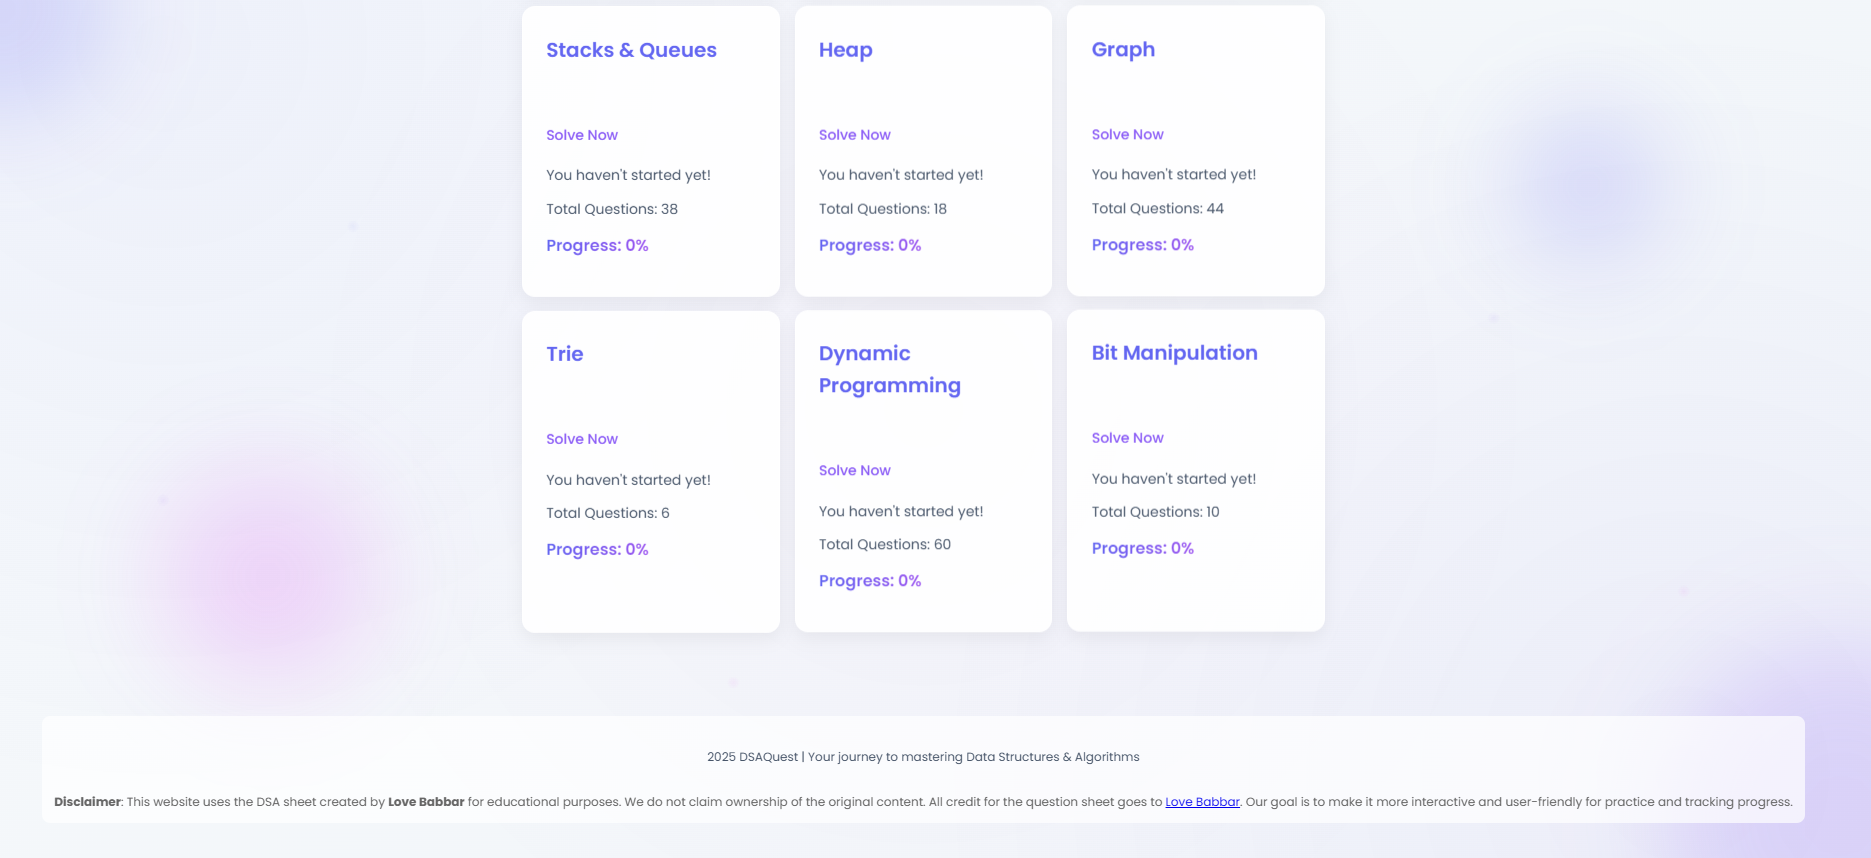 Stacks & Queues
Solve Now
You haven't started yet!
Total Questions: 38
Progress: 0%
Heap
Solve Now
You haven't started yet!
Total Questions: 18
Progress: 0%
Graph
Solve Now
You haven't started yet!
Total Questions: 44
Progress: 0%
Trie
Solve Now
You haven't started yet!
Total Questions: 6
Progress: 0%
Dynamic
Programming
Solve Now
You haven't started yet!
Total Questions: 60
Progress: 0%
Bit Manipulation
Solve Now
You haven't started yet!
Total Questions: 10
Progress: 0%
2025 DSAQuest | Your journey to mastering Data Structures & Algorithms
Disclaimer: This website uses the DSA sheet created by Love Babbar for educational purposes. We do not claim ownership of the original content. All credit for the question sheet goes to Love Babbar. Our goal is to make it more interactive and user-friendly for practice and tracking progress.